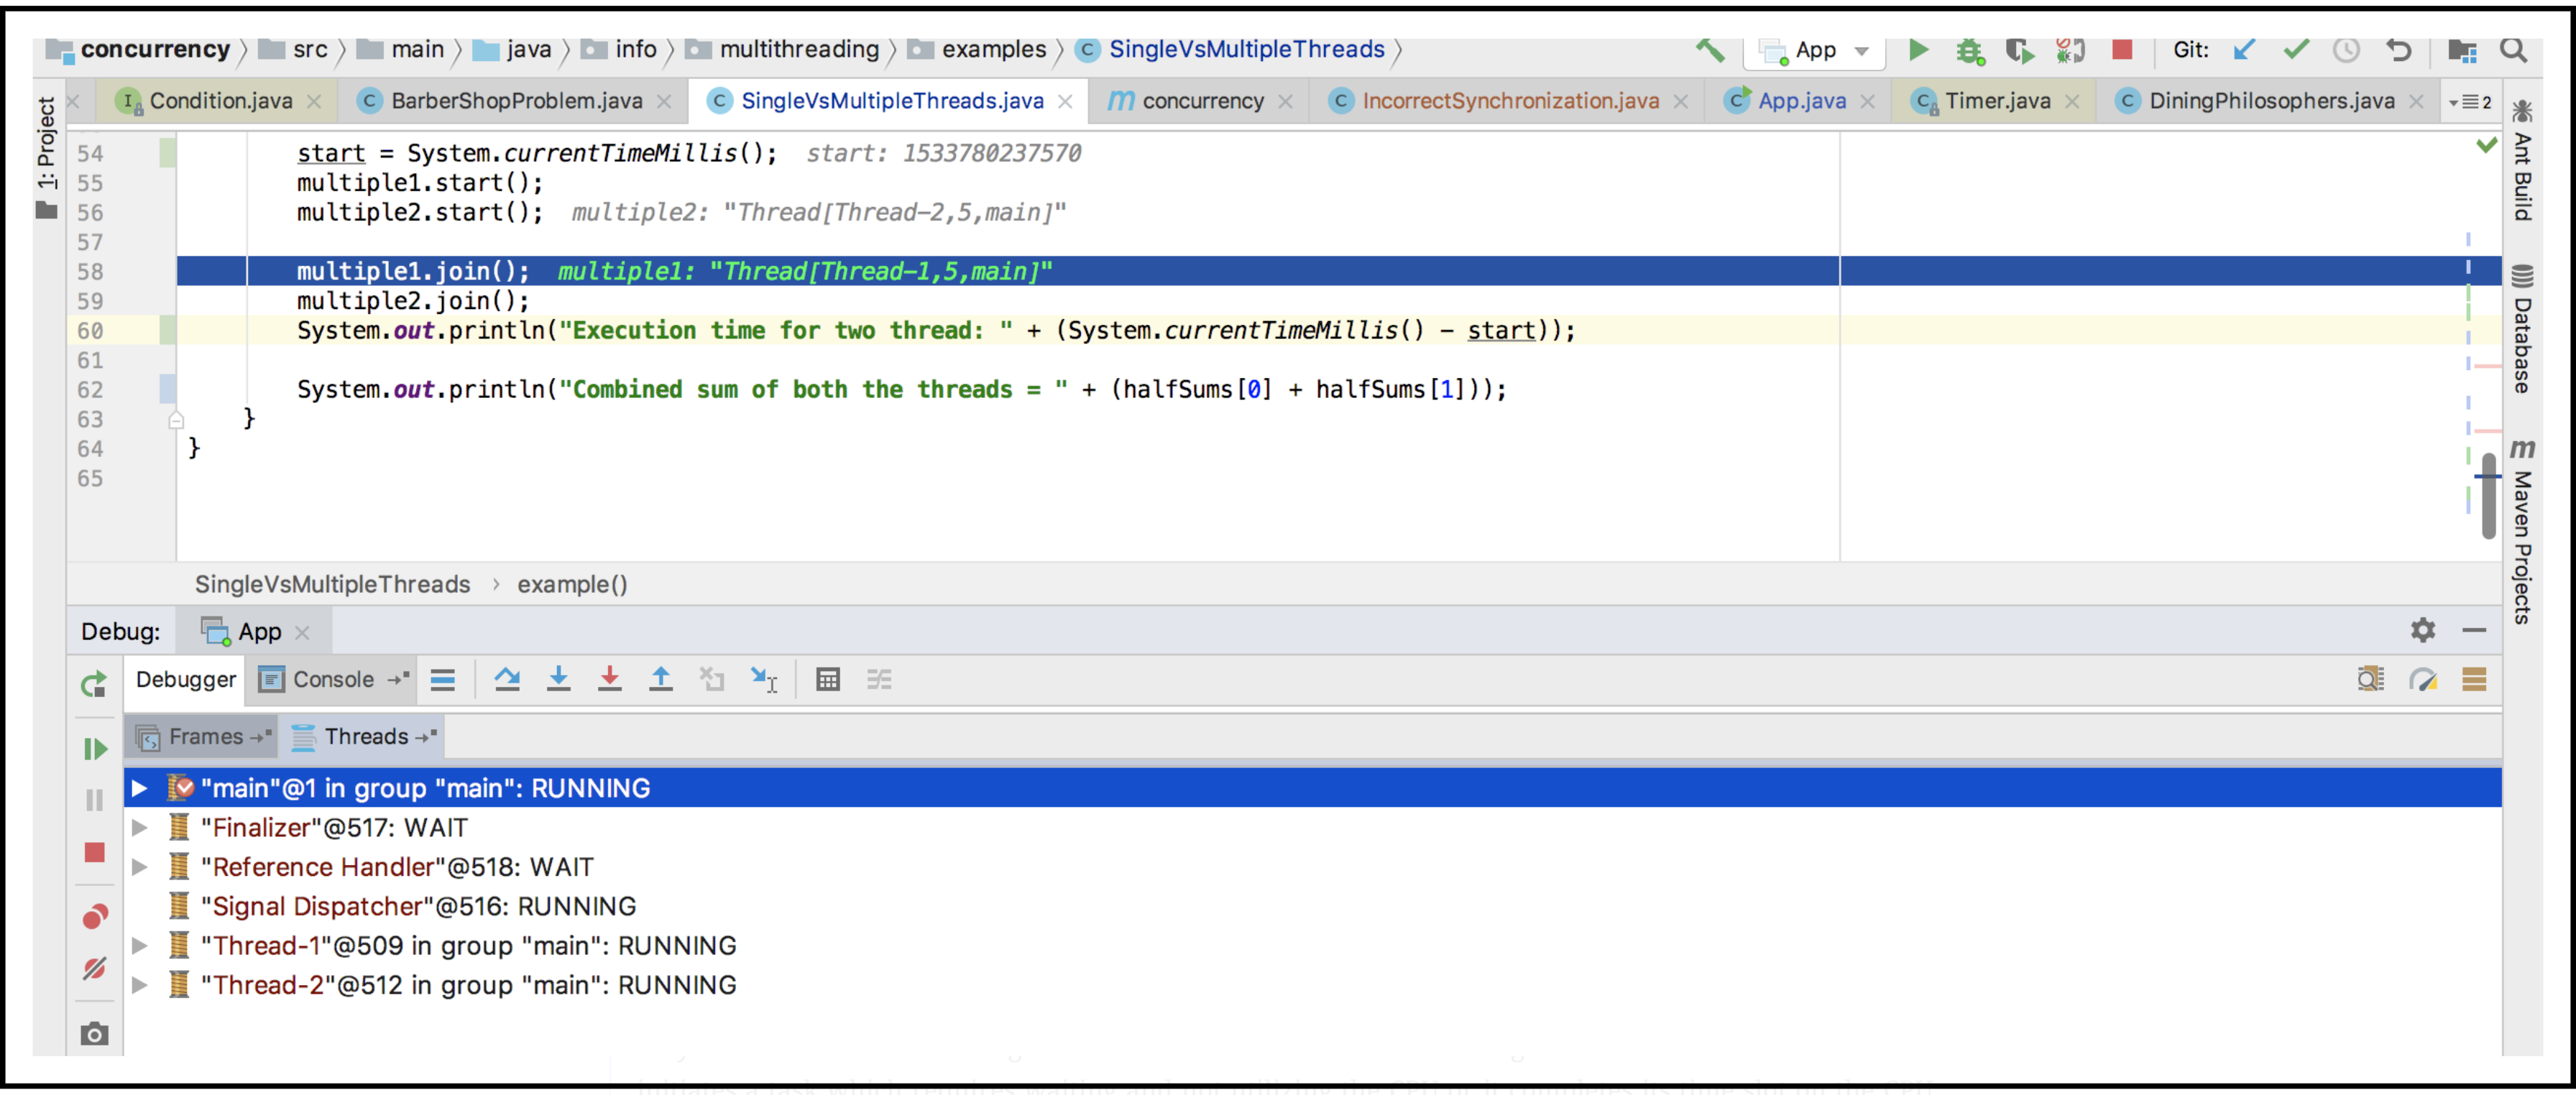 concurrency src main java info multithreading examples SingleVsMultipleThreads App Git:
Condition.java BarberShopProblem.java SingleVsMultipleThreads.java concurrency IncorrectSynchronization.java App.java Timer.java DiningPhilosophers.java 2
1: Project
54 start = System.currentTimeMillis(); start: 1533780237570
55 multiple1.start();
56 multiple2.start(); multiple2: "Thread[Thread-2,5,main]"
57
58 multiple1.join(); multiple1: "Thread[Thread-1,5,main]"
59 multiple2.join();
60 System.out.println("Execution time for two thread: " + (System.currentTimeMillis() - start));
61
62 System.out.println("Combined sum of both the threads = " + (halfSums[0] + halfSums[1]));
63 }
64 }
65
Ant Build
Database
Maven Projects
SingleVsMultipleThreads › example()
Debug: App
Debugger Console
Frames Threads
"main"@1 in group "main": RUNNING
"Finalizer"@517: WAIT
"Reference Handler"@518: WAIT
"Signal Dispatcher"@516: RUNNING
"Thread-1"@509 in group "main": RUNNING
"Thread-2"@512 in group "main": RUNNING